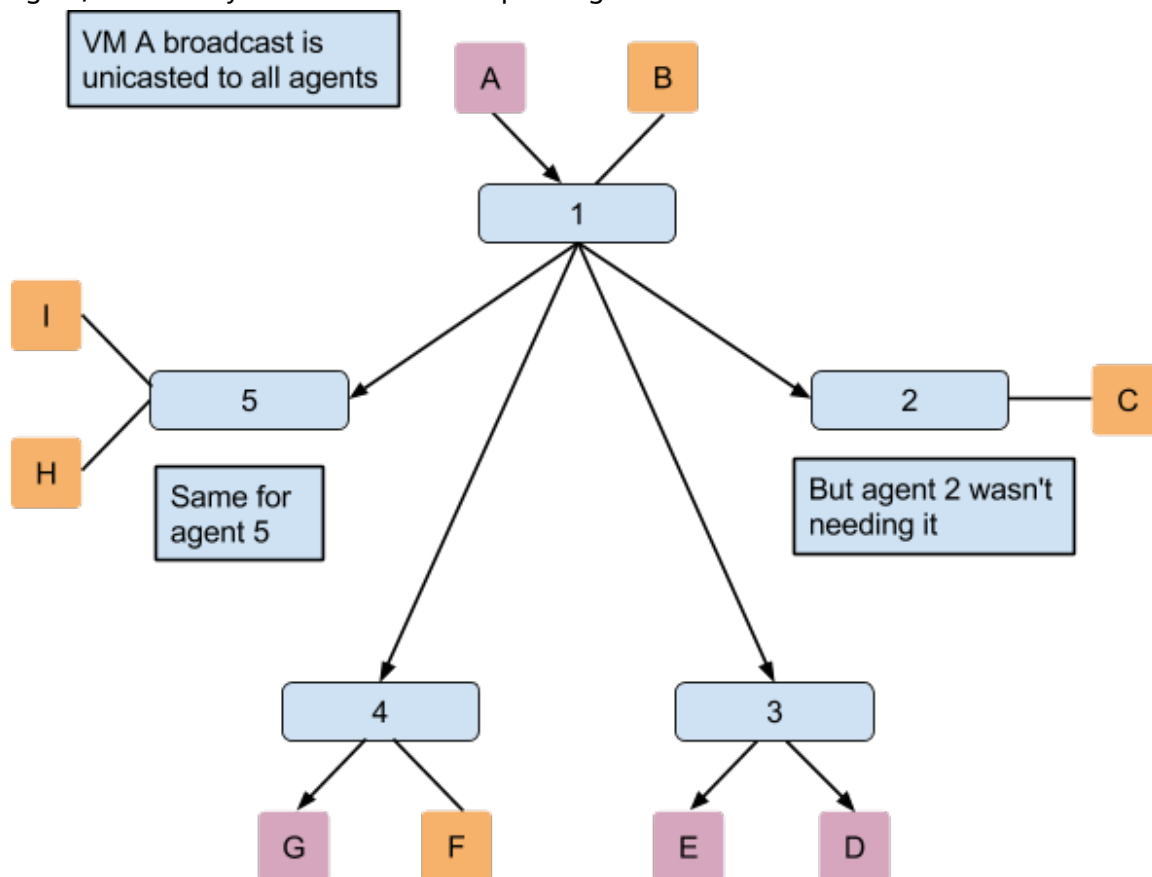 VM A broadcast is
unicasted to all agents
A
B
1
I
5
2
C
H
Same for
agent 5
But agent 2 wasn't
needing it
4
3
G
F
E
D